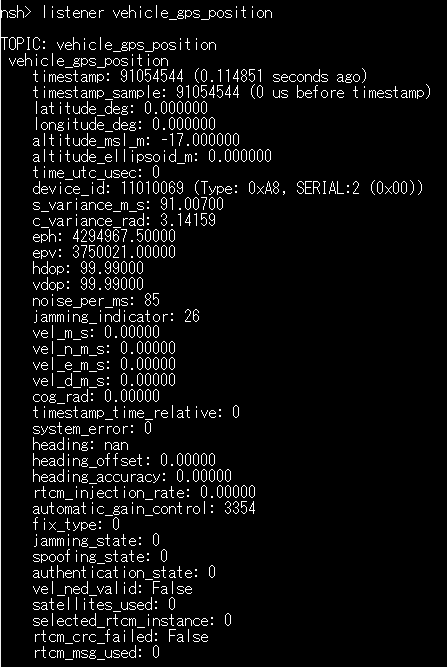 nsh> listener vehicle_gps_position
TOPIC: vehicle_gps_position
vehicle_gps_position
timestamp: 91054544 (0.114851 seconds ago)
timestamp_sample: 91054544 (0 us before timestamp)
latitude_deg: 0.000000
longitude_deg: 0.000000
altitude_msl_m: -17.000000
altitude_ellipsoid_m: 0.000000
time_utc_usec: 0
device_id: 11010069 (Type: 0xA8, SERIAL:2 (0x00))
s_variance_m_s: 91.00700
c_variance_rad: 3.14159
eph: 4294967.50000
epv: 3750021.00000
hdop: 99.99000
vdop: 99.99000
noise_per_ms: 85
jamming_indicator: 26
vel_m_s: 0.00000
vel_n_m_s: 0.00000
vel_e_m_s: 0.00000
vel_d_m_s: 0.00000
cog_rad: 0.00000
timestamp_time_relative: 0
system_error: 0
heading: nan
heading_offset: 0.00000
heading_accuracy: 0.00000
rtcm_injection_rate: 0.00000
automatic_gain_control: 3354
fix_type: 0
jamming_state: 0
spoofing_state: 0
authentication_state: 0
vel_ned_valid: False
satellites_used: 0
selected_rtcm_instance: 0
rtcm_crc_failed: False
rtcm_msg_used: 0